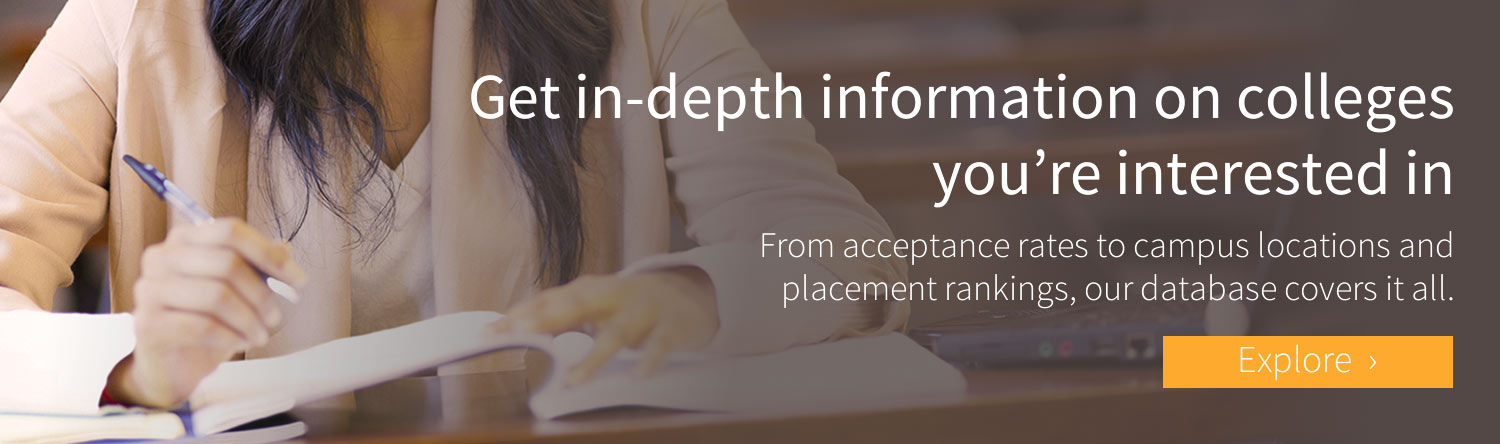 Get in-depth information on colleges
you’re interested in
From acceptance rates to campus locations and
placement rankings, our database covers it all.
Explore ›